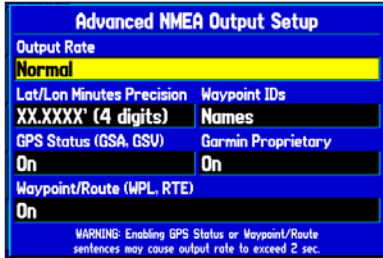 Advanced NMEA Output Setup
Output Rate
Normal
Lat/Lon Minutes Precision Waypoint IDs
XX.XXXX' (4 digits) Names
GPS Status (GSA, GSV) Garmin Proprietary
On On
Waypoint/Route (WPL, RTE)
On
WARNING: Enabling GPS Status or Waypoint/Route
sentences may cause output rate to exceed 2 sec.